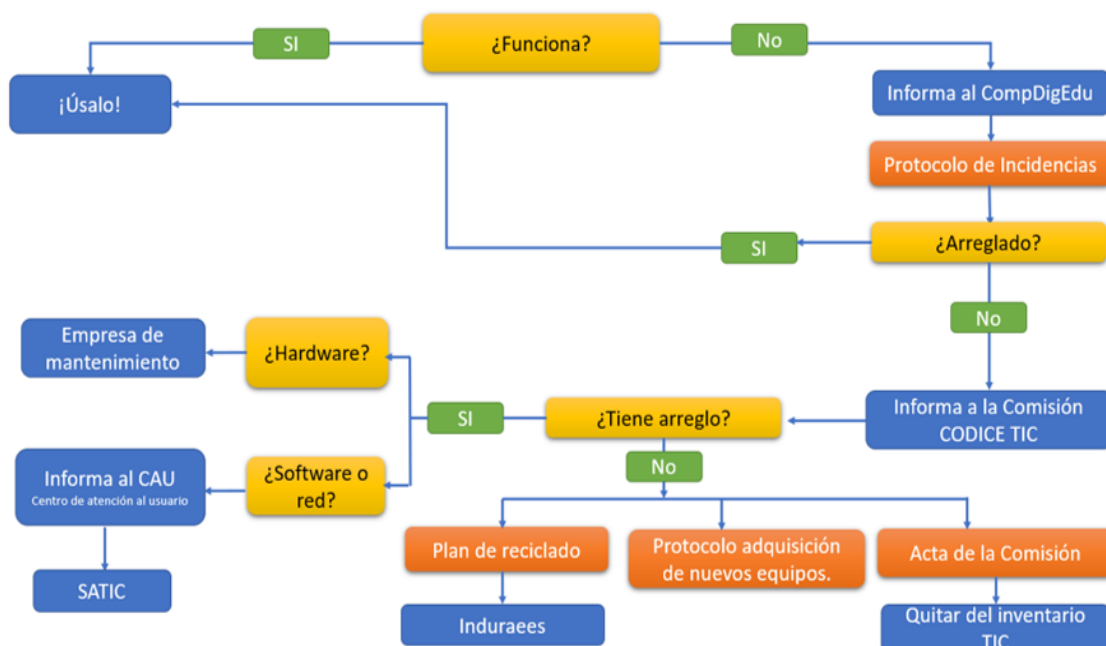 ¿Funciona?
SI
No
¡Úsalo!
Informa al CompDigEdu
Protocolo de Incidencias
¿Arreglado?
SI
No
Informa a la Comisión
CODICE TIC
¿Tiene arreglo?
SI
No
¿Hardware?
Empresa de
mantenimiento
¿Software o
red?
Informa al CAU
Centro de atención al usuario
SATIC
Plan de reciclado
Induraees
Protocolo adquisición
de nuevos equipos.
Acta de la Comisión
Quitar del inventario
TIC